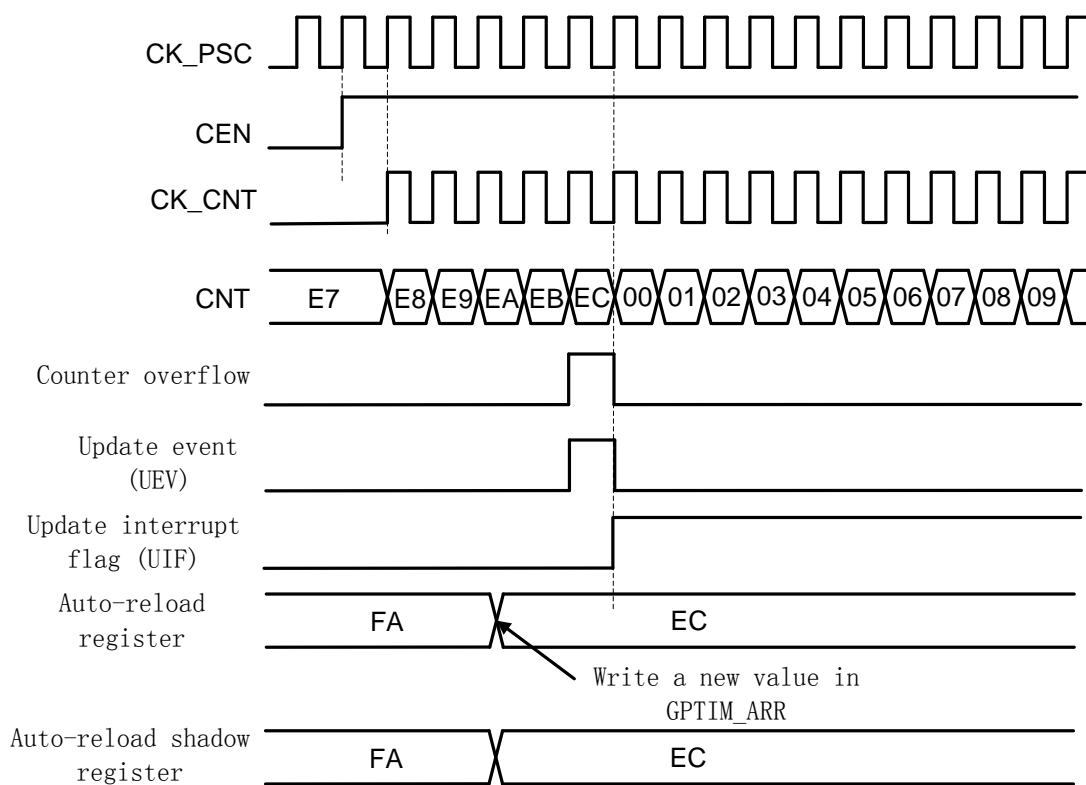 CK_PSC
CEN
CK_CNT
CNT E7 E8 E9 EA EB EC 00 01 02 03 04 05 06 07 08 09
Counter overflow
Update event
(UEV)
Update interrupt
flag (UIF)
Auto-reload
register
FA EC
Write a new value in
GPTIM_ARR
Auto-reload shadow
register
FA EC